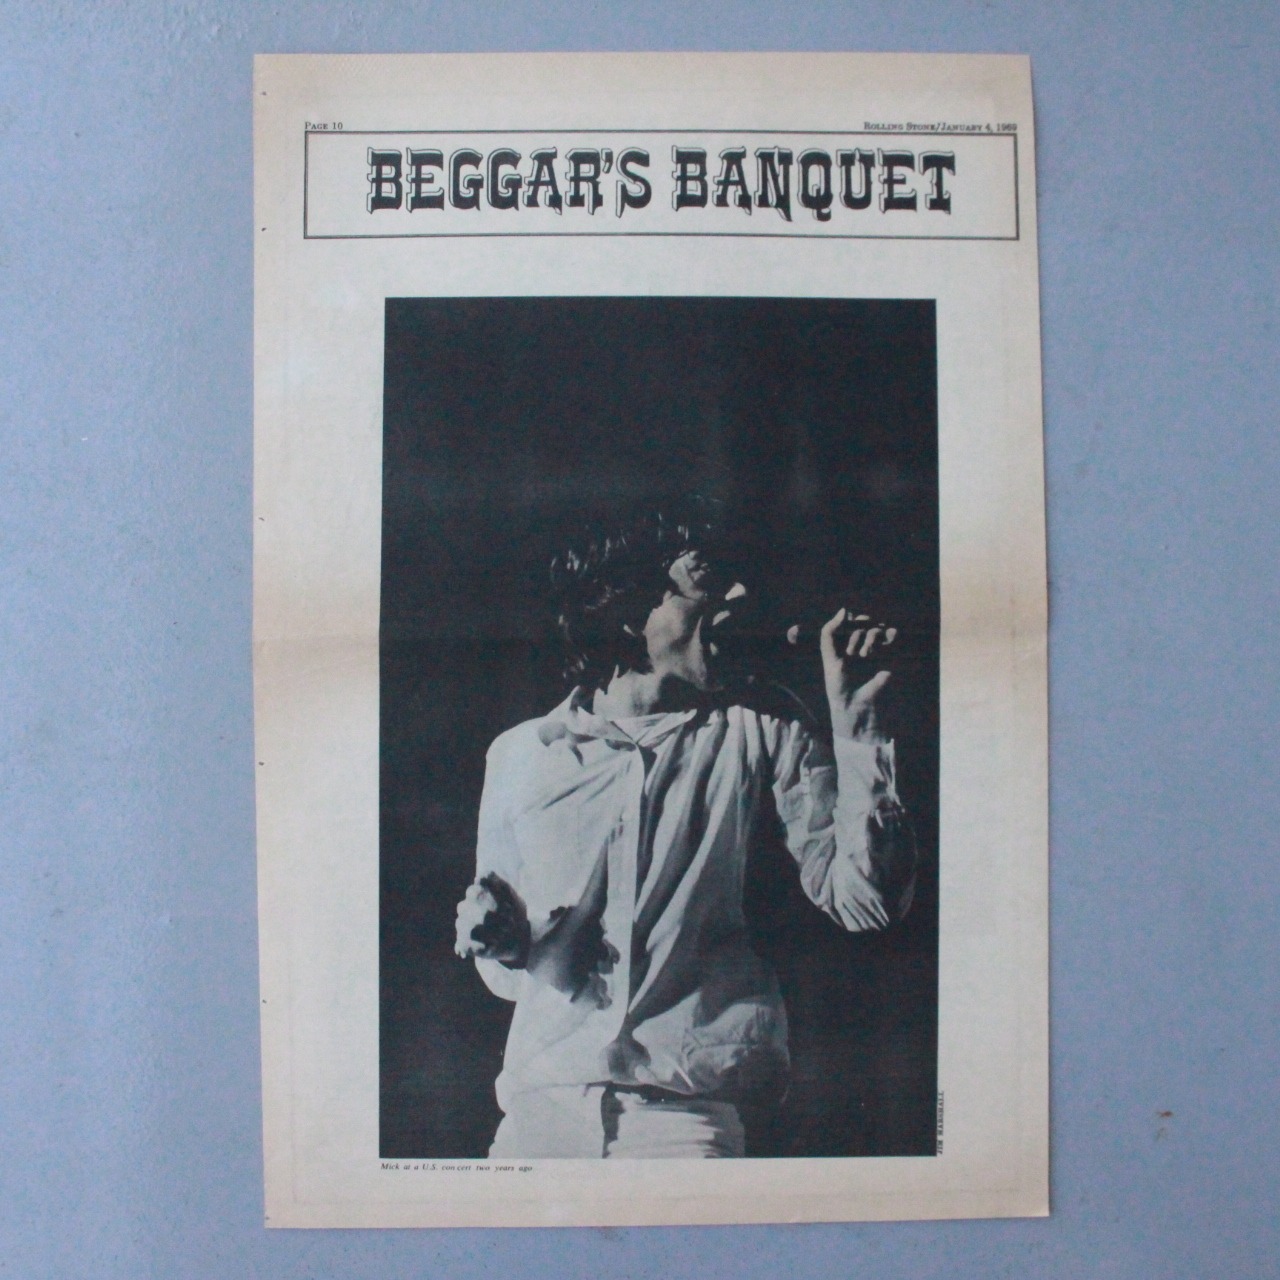 PAGE 10
ROLLING STONE/JANUARY 4, 1969
BEGGAR'S BANQUET
JIM MARSHALL
Mick at a U.S. concert two years ago